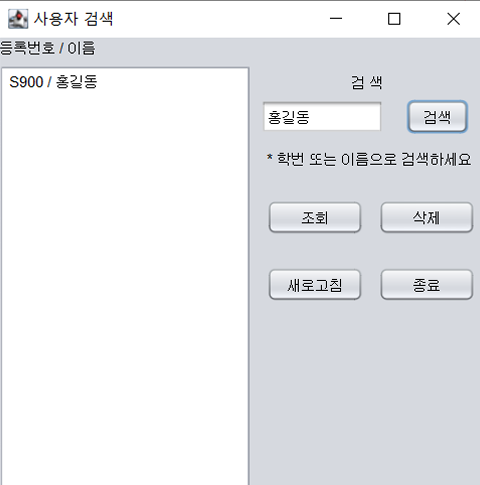 사용자 검색
등록번호 / 이름
S900 / 홍길동
검 색
홍길동
검색
* 학번 또는 이름으로 검색하세요
조회
삭제
새로고침
종료